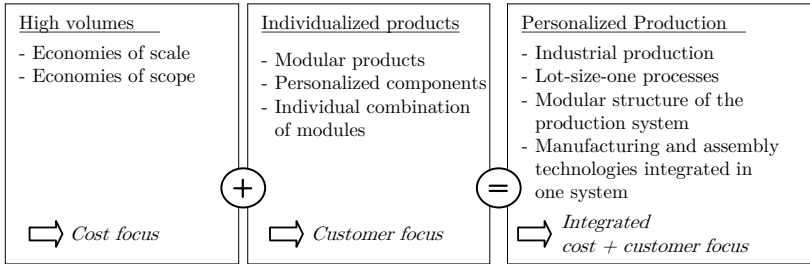 High volumes
- Economies of scale
- Economies of scope
Cost focus
+
Individualized products
- Modular products
- Personalized components
- Individual combination
of modules
Customer focus
=
Personalized Production
- Industrial production
- Lot-size-one processes
- Modular structure of the
production system
- Manufacturing and assembly
technologies integrated in
one system
Integrated
cost + customer focus